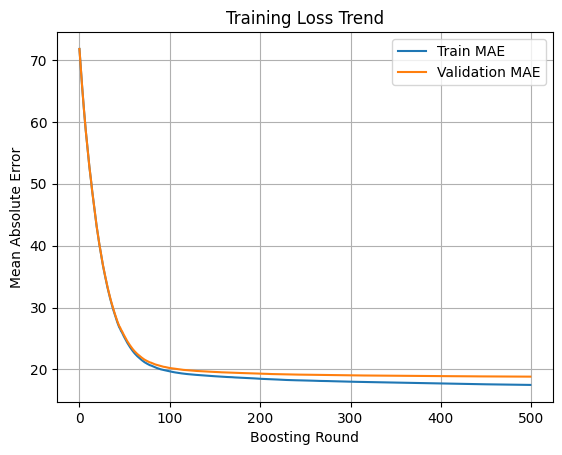 Training Loss Trend
Train MAE
Validation MAE
Mean Absolute Error
70
60
50
40
30
20
0
100
200
300
400
500
Boosting Round